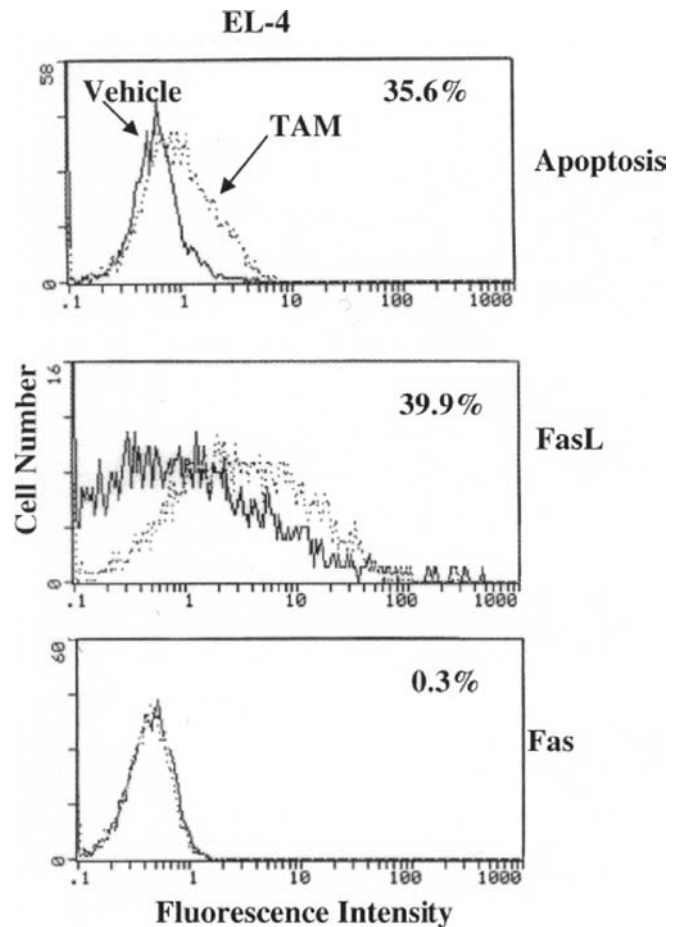 EL-4
58
Vehicle
35.6%
TAM
Apoptosis
0
.1 1 10 100 1000
16
39.9%
FasL
Cell Number
0
.1 1 10 100 1000
60
0.3%
Fas
0
.1 1 10 100 1000
Fluorescence Intensity